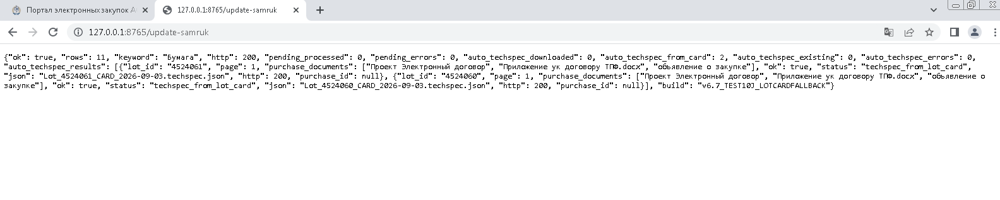 Портал электронных закупок А
127.0.0.1:8765/update-samruk
127.0.0.1:8765/update-samruk
{"ok": true, "rows": 11, "keyword": "Бумага", "http": 200, "pending_processed": 0, "pending_errors": 0, "auto_techspec_downloaded": 0, "auto_techspec_from_card": 2, "auto_techspec_existing": 0, "auto_techspec_errors": 0,
"auto_techspec_results": [{"lot_id": "4524061", "page": 1, "purchase_documents": ["Проект Электронный договор", "Приложение ук договору ТПФ.docx", "объявление о закупке"], "ok": true, "status": "techspec_from_lot_card",
"json": "Lot_4524061_CARD_2026-09-03.techspec.json", "http": 200, "purchase_id": null}, {"lot_id": "4524060", "page": 1, "purchase_documents": ["Проект Электронный договор", "Приложение ук договору ТПФ.docx", "объявление о
закупке"], "ok": true, "status": "techspec_from_lot_card", "json": "Lot_4524060_CARD_2026-09-03.techspec.json", "http": 200, "purchase_id": null}], "build": "v6.7_TEST10J_LOTCARDFALLBACK"}